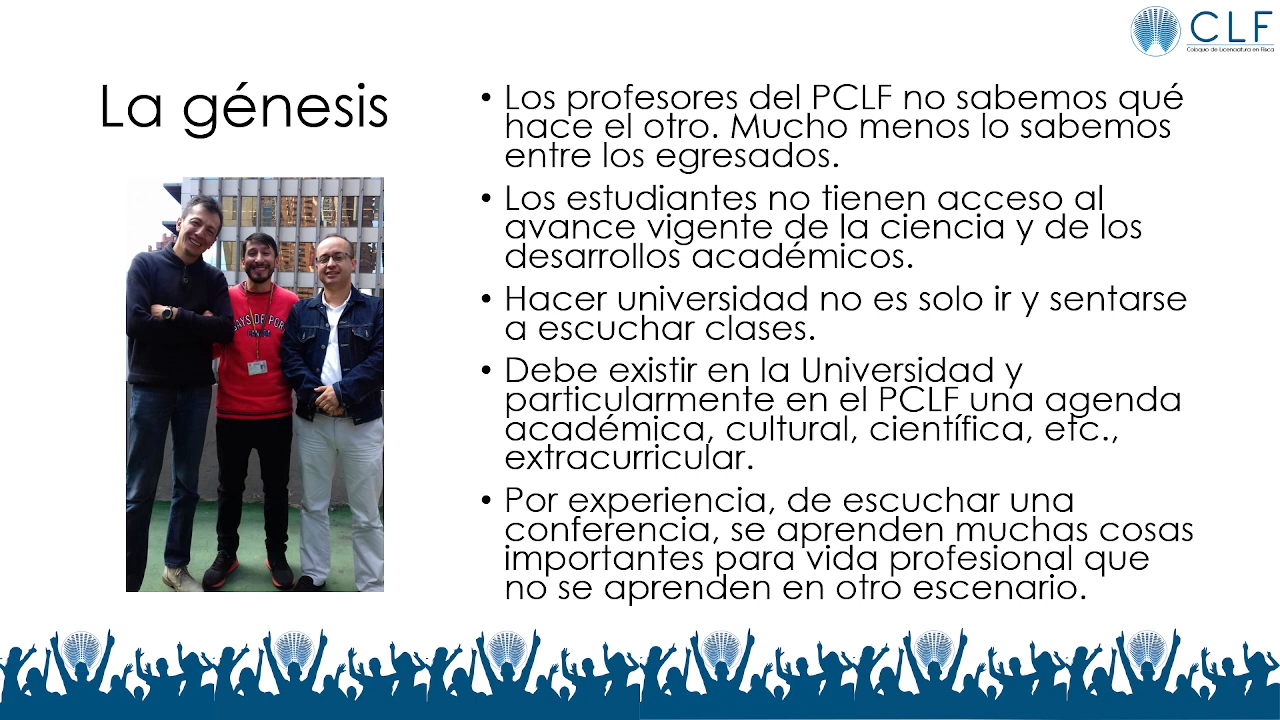 CLF
Coloquio de Licenciatura en Física
La génesis
• Los profesores del PCLF no sabemos qué
hace el otro. Mucho menos lo sabemos
entre los egresados.
• Los estudiantes no tienen acceso al
avance vigente de la ciencia y de los
desarrollos académicos.
• Hacer universidad no es solo ir y sentarse
a escuchar clases.
• Debe existir en la Universidad y
particularmente en el PCLF una agenda
académica, cultural, científica, etc.,
extracurricular.
• Por experiencia, de escuchar una
conferencia, se aprenden muchas cosas
importantes para vida profesional que
no se aprenden en otro escenario.